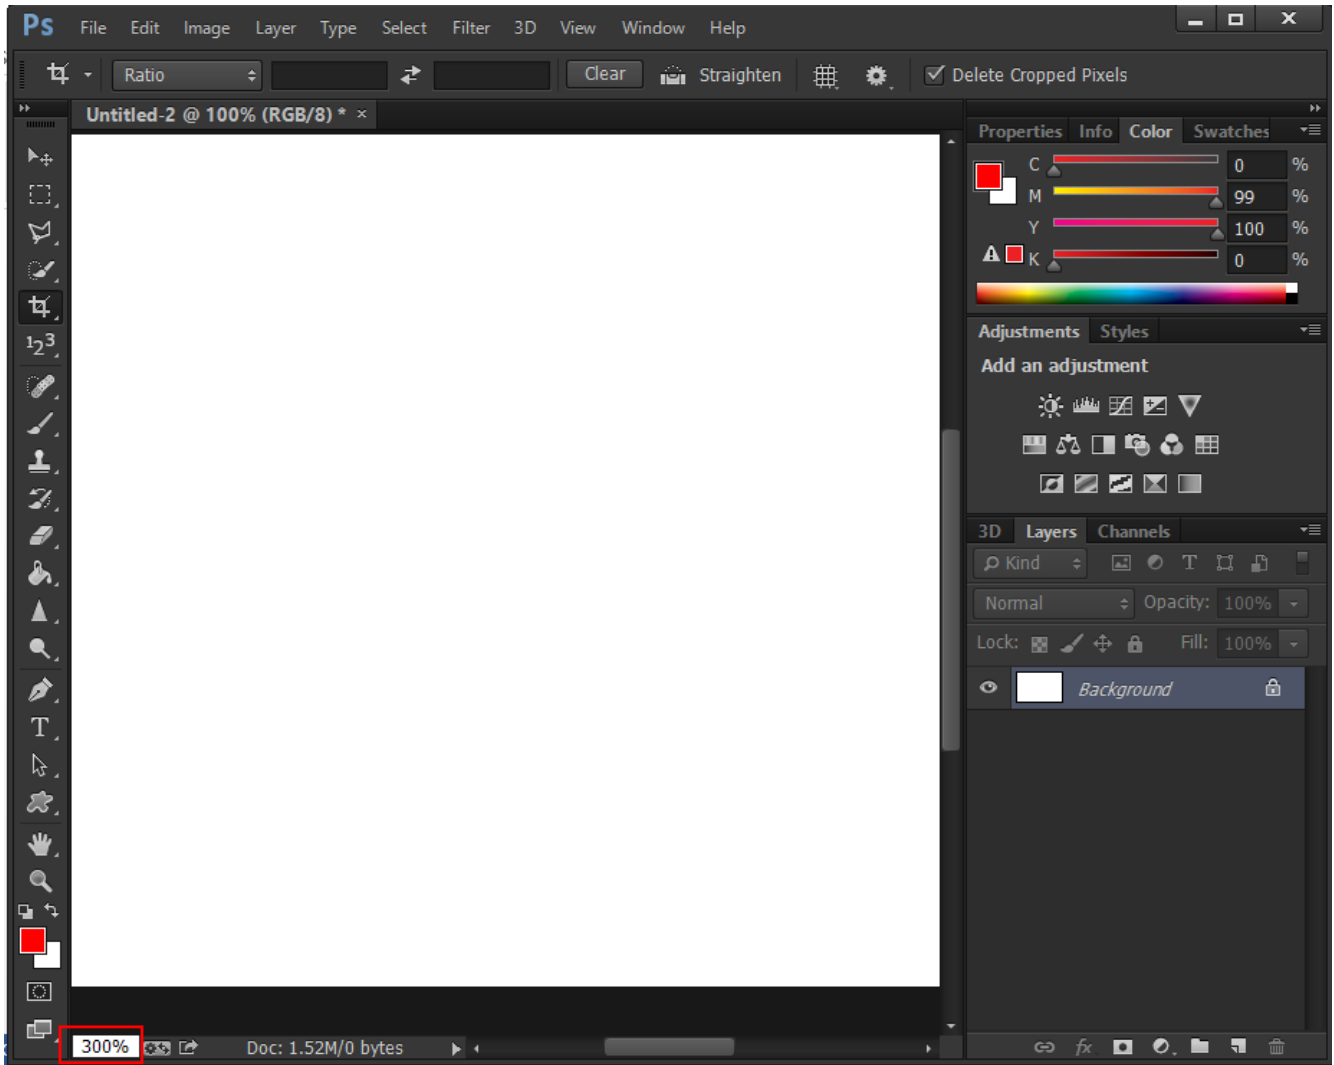 Ps File Edit Image Layer Type Select Filter 3D View Window Help
Ratio Clear Straighten Delete Cropped Pixels
Untitled-2 @ 100% (RGB/8) * ×
Properties Info Color Swatches
C 0 %
M 99 %
Y 100 %
K 0 %
Adjustments Styles
Add an adjustment
3D Layers Channels
Kind T
Normal Opacity: 100%
Lock: Fill: 100%
Background
123
T
300% Doc: 1.52M/0 bytes
fx